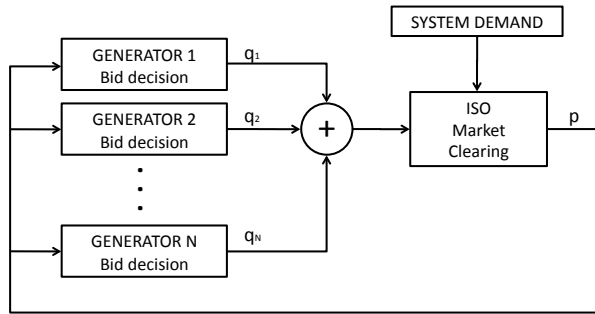 SYSTEM DEMAND
GENERATOR 1
Bid decision
q₁
GENERATOR 2
Bid decision
q₂
+
ISO
Market
Clearing
p
GENERATOR N
Bid decision
qN